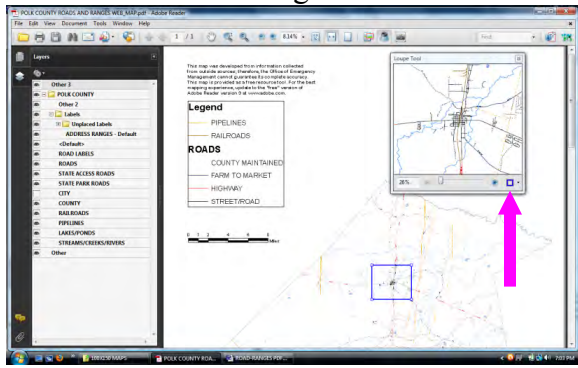 POLK COUNTY ROADS AND RANGES WEB_MAP.pdf - Adobe Reader
File Edit View Document Tools Window Help
1 / 1
8.14%
Find
Layers
Other 3
POLK COUNTY
Other 2
Labels
Unplaced Labels
ADDRESS RANGES - Default
<Default>
ROAD LABELS
ROADS
STATE ACCESS ROADS
STATE PARK ROADS
CITY
COUNTY
RAILROADS
PIPELINES
LAKES/PONDS
STREAMS/CREEKS/RIVERS
Other
This map was developed from information collected
from outside sources; therefore, the Office of Emergency
Management cannot guarantee its complete accuracy.
This map is provided as a free resource tool. For the best
mapping experience, update to the "free" version of
Adobe Reader version 9 at www.adobe.com.
Legend
PIPELINES
RAILROADS
ROADS
COUNTY MAINTAINED
FARM TO MARKET
HIGHWAY
STREET/ROAD
0 1 2 4 6 8
Miles
Loupe Tool
28%
100X150 MAPS
POLK COUNTY ROA...
ROAD-RANGES PDF...
7:03 PM